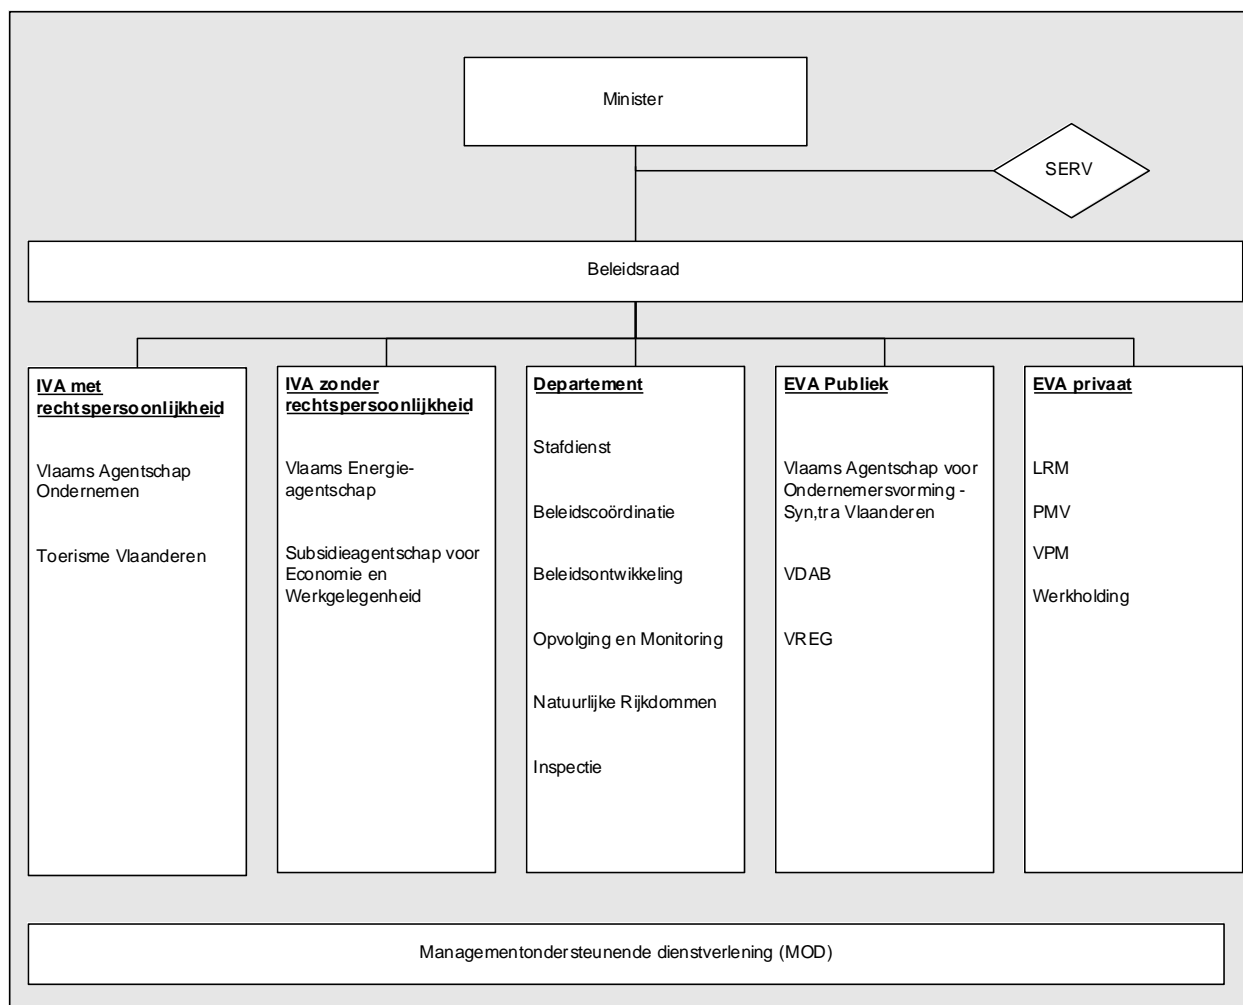 Minister
SERV
Beleidsraad
IVA met
rechtspersoonlijkheid
Vlaams Agentschap
Ondernemen
Toerisme Vlaanderen
IVA zonder
rechtspersoonlijkheid
Vlaams Energie-
agentschap
Subsidieagentschap voor
Economie en
Werkgelegenheid
Departement
Stafdienst
Beleidscoördinatie
Beleidsontwikkeling
Opvolging en Monitoring
Natuurlijke Rijkdommen
Inspectie
EVA Publiek
Vlaams Agentschap voor
Ondernemersvorming -
Syn,tra Vlaanderen
VDAB
VREG
EVA privaat
LRM
PMV
VPM
Werkholding
Managementondersteunende dienstverlening (MOD)